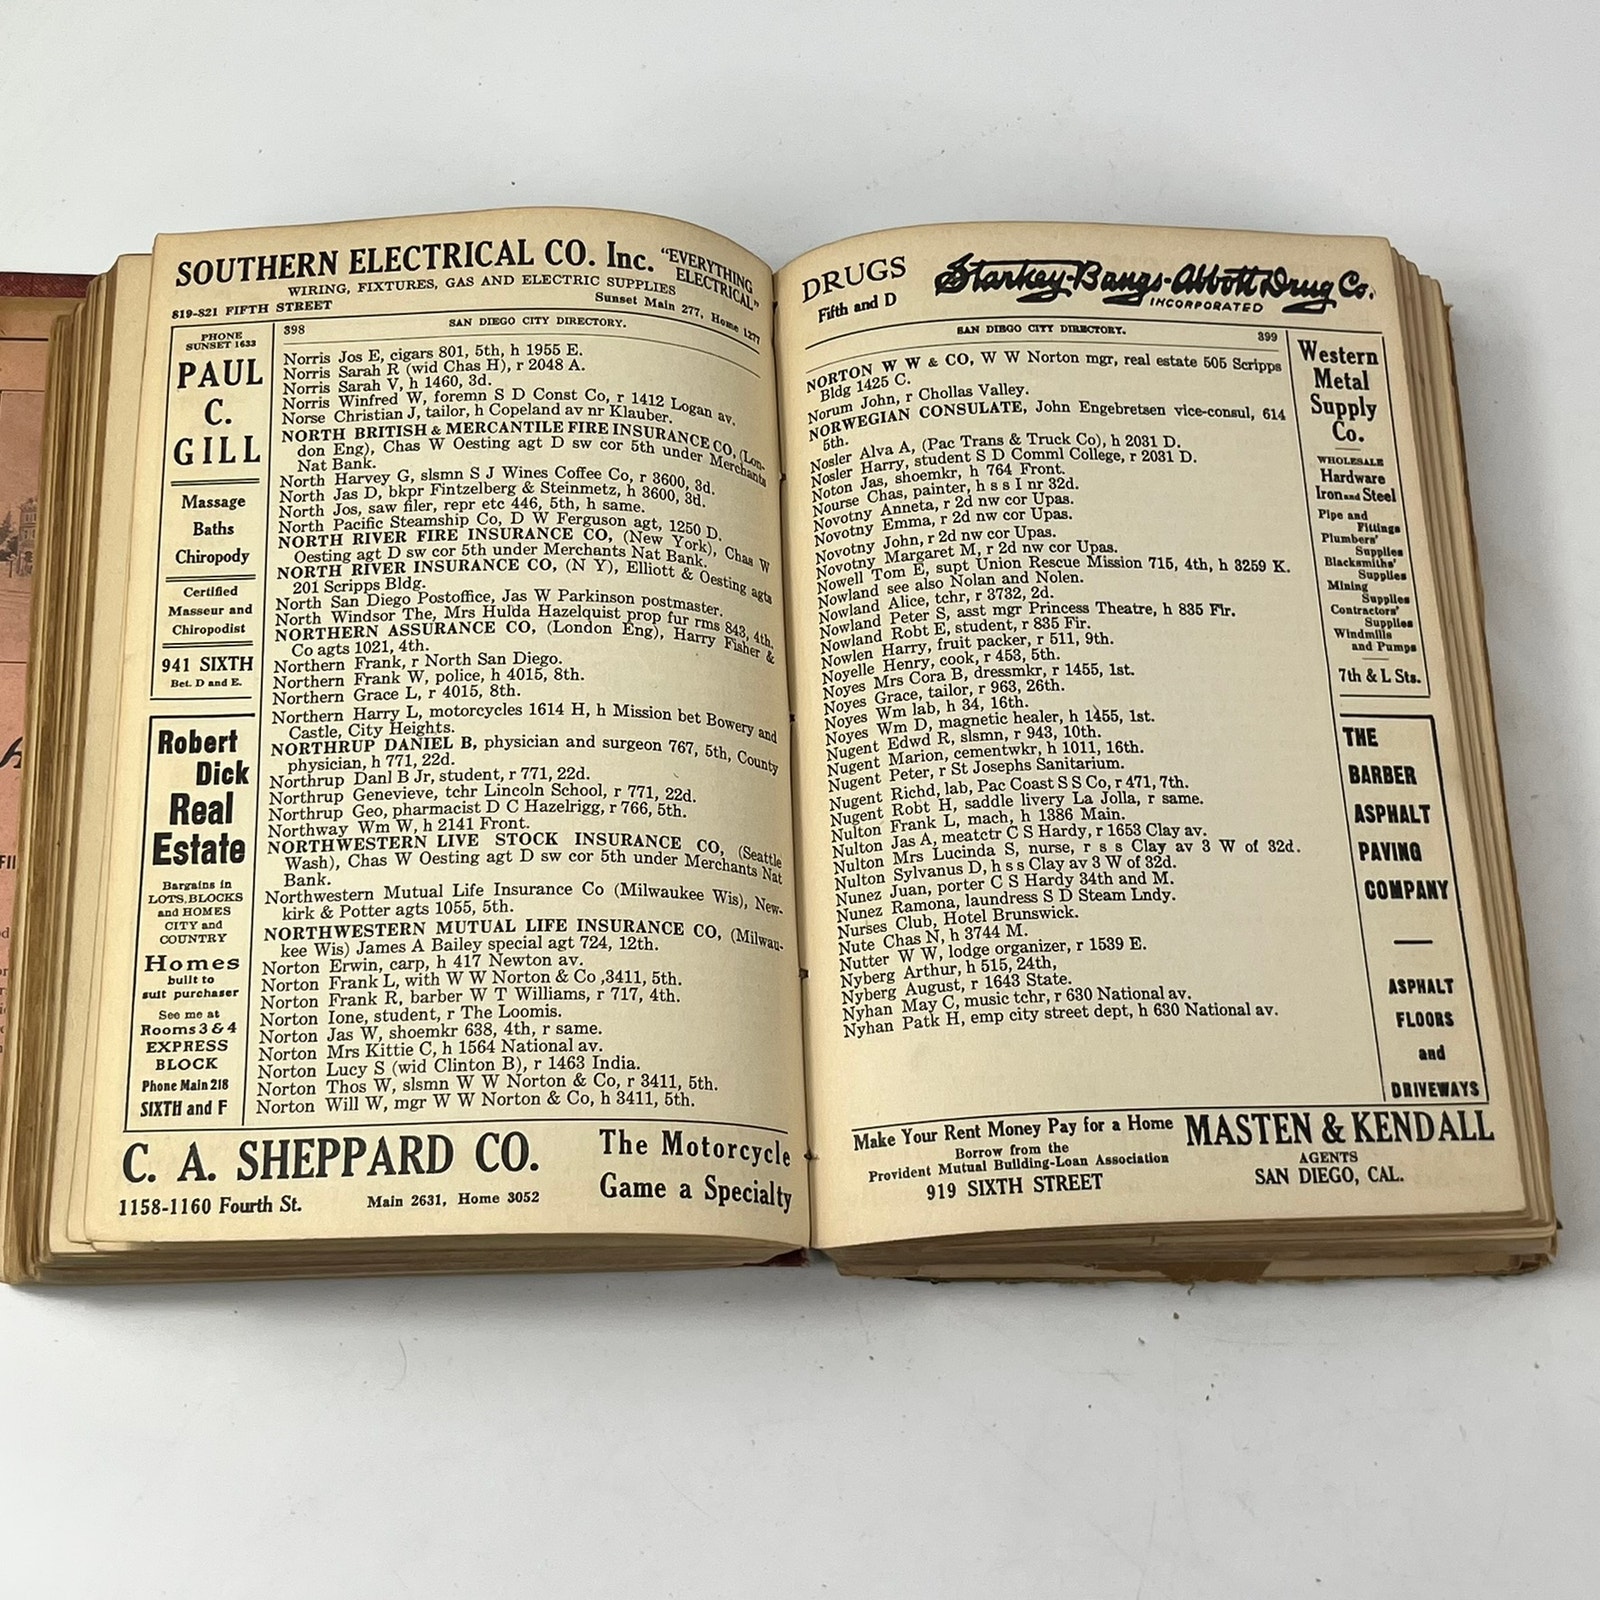 SOUTHERN ELECTRICAL CO. Inc. "EVERYTHING ELECTRICAL"
WIRING, FIXTURES, GAS AND ELECTRIC SUPPLIES
819-821 FIFTH STREET Sunset Main 277, Home 1277
PHONE
SUNSET 1633
PAUL
C.
GILL
Massage
Baths
Chiropody
Certified
Masseur and
Chiropodist
941 SIXTH
Bet. D and E.
Robert
Dick
Real
Estate
Bargains in
LOTS, BLOCKS
and HOMES
CITY and
COUNTRY
Homes
built to
suit purchaser
See me at
Rooms 3 & 4
EXPRESS
BLOCK
Phone Main 218
SIXTH and F
398 SAN DIEGO CITY DIRECTORY.
Norris Jos E, cigars 801, 5th, h 1955 E.
Norris Sarah R (wid Chas H), r 2048 A.
Norris Sarah V, h 1460, 3d.
Norris Winfred W, foremn S D Const Co, r 1412 Logan av.
Norse Christian J, tailor, h Copeland av nr Klauber.
NORTH BRITISH & MERCANTILE FIRE INSURANCE CO, (Lon-
don Eng), Chas W Oesting agt D sw cor 5th under Merchants
Nat Bank.
North Harvey G, slsmn S J Wines Coffee Co, r 3600, 3d.
North Jas D, bkpr Fintzelberg & Steinmetz, h 3600, 3d.
North Jos, saw filer, repr etc 446, 5th, h same.
North Pacific Steamship Co, D W Ferguson agt, 1250 D.
NORTH RIVER FIRE INSURANCE CO, (New York), Chas W
Oesting agt D sw cor 5th under Merchants Nat Bank.
NORTH RIVER INSURANCE CO, (N Y), Elliott & Oesting agts
201 Scripps Bldg.
North San Diego Postoffice, Jas W Parkinson postmaster.
North Windsor The, Mrs Hulda Hazelquist prop fur rms 843, 4th.
NORTHERN ASSURANCE CO, (London Eng), Harry Fisher &
Co agts 1021, 4th.
Northern Frank, r North San Diego.
Northern Frank W, police, h 4015, 8th.
Northern Grace L, r 4015, 8th.
Northern Harry L, motorcycles 1614 H, h Mission bet Bowery and
Castle, City Heights.
NORTHRUP DANIEL B, physician and surgeon 767, 5th, County
physician, h 771, 22d.
Northrup Danl B Jr, student, r 771, 22d.
Northrup Genevieve, tchr Lincoln School, r 771, 22d.
Northrup Geo, pharmacist D C Hazelrigg, r 766, 5th.
Northway Wm W, h 2141 Front.
NORTHWESTERN LIVE STOCK INSURANCE CO, (Seattle
Wash), Chas W Oesting agt D sw cor 5th under Merchants Nat
Bank.
Northwestern Mutual Life Insurance Co (Milwaukee Wis), New-
kirk & Potter agts 1055, 5th.
NORTHWESTERN MUTUAL LIFE INSURANCE CO, (Milwau-
kee Wis) James A Bailey special agt 724, 12th.
Norton Erwin, carp, h 417 Newton av.
Norton Frank L, with W W Norton & Co ,3411, 5th.
Norton Frank R, barber W T Williams, r 717, 4th.
Norton Ione, student, r The Loomis.
Norton Jas W, shoemkr 638, 4th, r same.
Norton Mrs Kittie C, h 1564 National av.
Norton Lucy S (wid Clinton B), r 1463 India.
Norton Thos W, slsmn W W Norton & Co, r 3411, 5th.
Norton Will W, mgr W W Norton & Co, h 3411, 5th.
C. A. SHEPPARD CO. The Motorcycle
1158-1160 Fourth St. Main 2631, Home 3052 Game a Specialty
DRUGS Starkey-Bangs-Abbott Drug Co.
Fifth and D INCORPORATED
SAN DIEGO CITY DIRECTORY. 399
NORTON W W & CO, W W Norton mgr, real estate 505 Scripps
Bldg 1425 C.
Norum John, r Chollas Valley.
NORWEGIAN CONSULATE, John Engebretsen vice-consul, 614
5th.
Nosler Alva A, (Pac Trans & Truck Co), h 2031 D.
Nosler Harry, student S D Comml College, r 2031 D.
Noton Jas, shoemkr, h 764 Front.
Nourse Chas, painter, h s s I nr 32d.
Novotny Anneta, r 2d nw cor Upas.
Novotny Emma, r 2d nw cor Upas.
Novotny John, r 2d nw cor Upas.
Novotny Margaret M, r 2d nw cor Upas.
Nowell Tom E, supt Union Rescue Mission 715, 4th, h 3259 K.
Nowland see also Nolan and Nolen.
Nowland Alice, tchr, r 3732, 2d.
Nowland Peter S, asst mgr Princess Theatre, h 835 Fir.
Nowland Robt E, student, r 835 Fir.
Nowlen Harry, fruit packer, r 511, 9th.
Noyelle Henry, cook, r 453, 5th.
Noyes Mrs Cora B, dressmkr, r 1455, 1st.
Noyes Grace, tailor, r 963, 26th.
Noyes Wm lab, h 34, 16th.
Noyes Wm D, magnetic healer, h 1455, 1st.
Nugent Edwd R, slsmn, r 943, 10th.
Nugent Marion, cementwkr, h 1011, 16th.
Nugent Peter, r St Josephs Sanitarium.
Nugent Richd, lab, Pac Coast S S Co, r 471, 7th.
Nugent Robt H, saddle livery La Jolla, r same.
Nulton Frank L, mach, h 1386 Main.
Nulton Jas A, meatctr C S Hardy, r 1653 Clay av.
Nulton Mrs Lucinda S, nurse, r s s Clay av 3 W of 32d.
Nulton Sylvanus D, h s s Clay av 3 W of 32d.
Nunez Juan, porter C S Hardy 34th and M.
Nunez Ramona, laundress S D Steam Lndy.
Nurses Club, Hotel Brunswick.
Nute Chas N, h 3744 M.
Nutter W W, lodge organizer, r 1539 E.
Nyberg Arthur, h 515, 24th,
Nyberg August, r 1643 State.
Nyhan May C, music tchr, r 630 National av.
Nyhan Patk H, emp city street dept, h 630 National av.
Western
Metal
Supply
Co.
WHOLESALE
Hardware
Iron and Steel
Pipe and
Fittings
Plumbers'
Supplies
Blacksmiths'
Supplies
Mining
Supplies
Contractors'
Supplies
Windmills
and Pumps
7th & L Sts.
THE
BARBER
ASPHALT
PAVING
COMPANY
ASPHALT
FLOORS
and
DRIVEWAYS
Make Your Rent Money Pay for a Home MASTEN & KENDALL
Borrow from the AGENTS
Provident Mutual Building-Loan Association SAN DIEGO, CAL.
919 SIXTH STREET